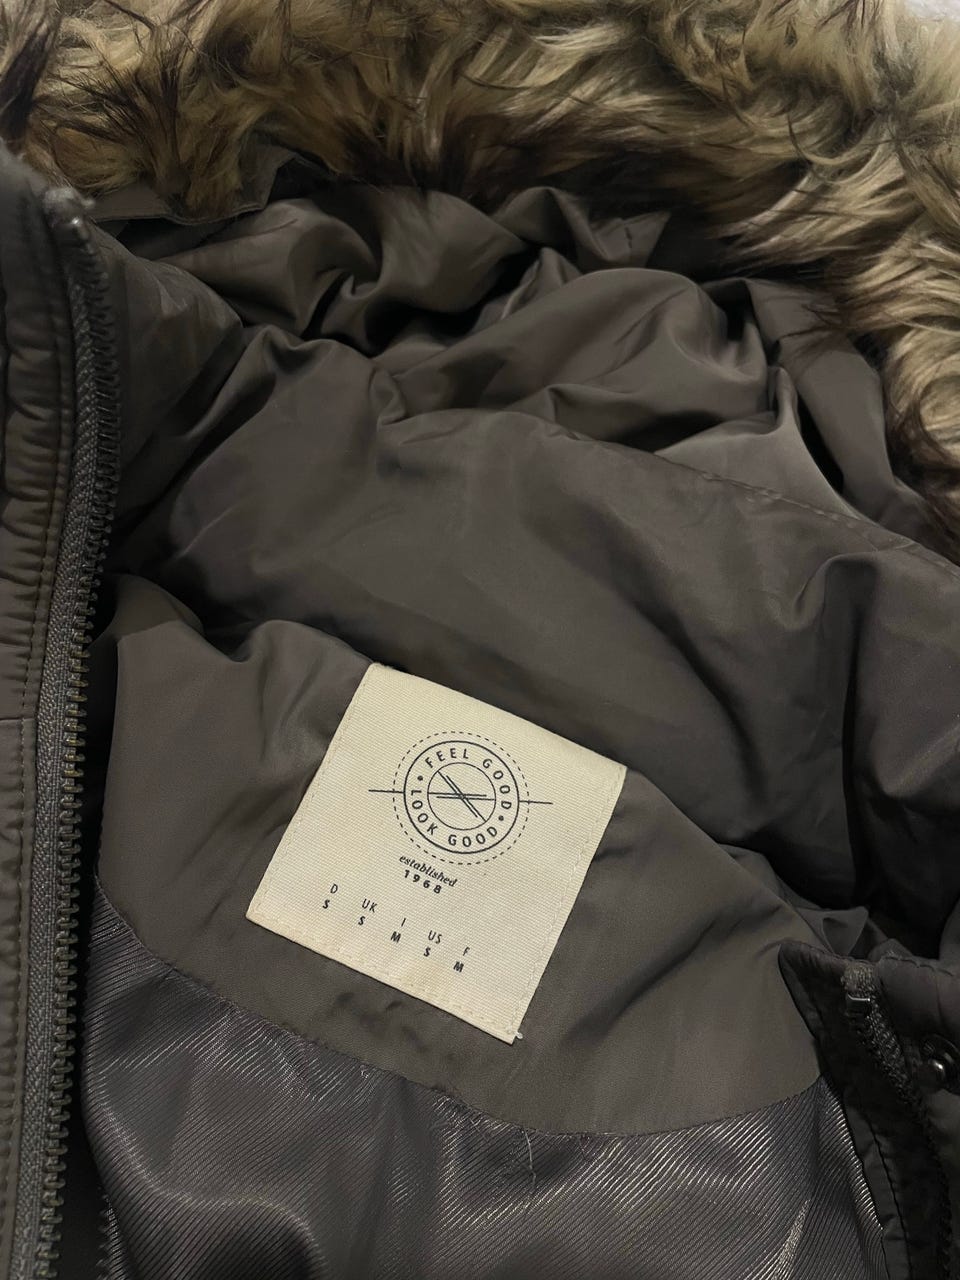 FEEL GOOD
LOOK GOOD
established
1968
D UK I US F
S S M S M